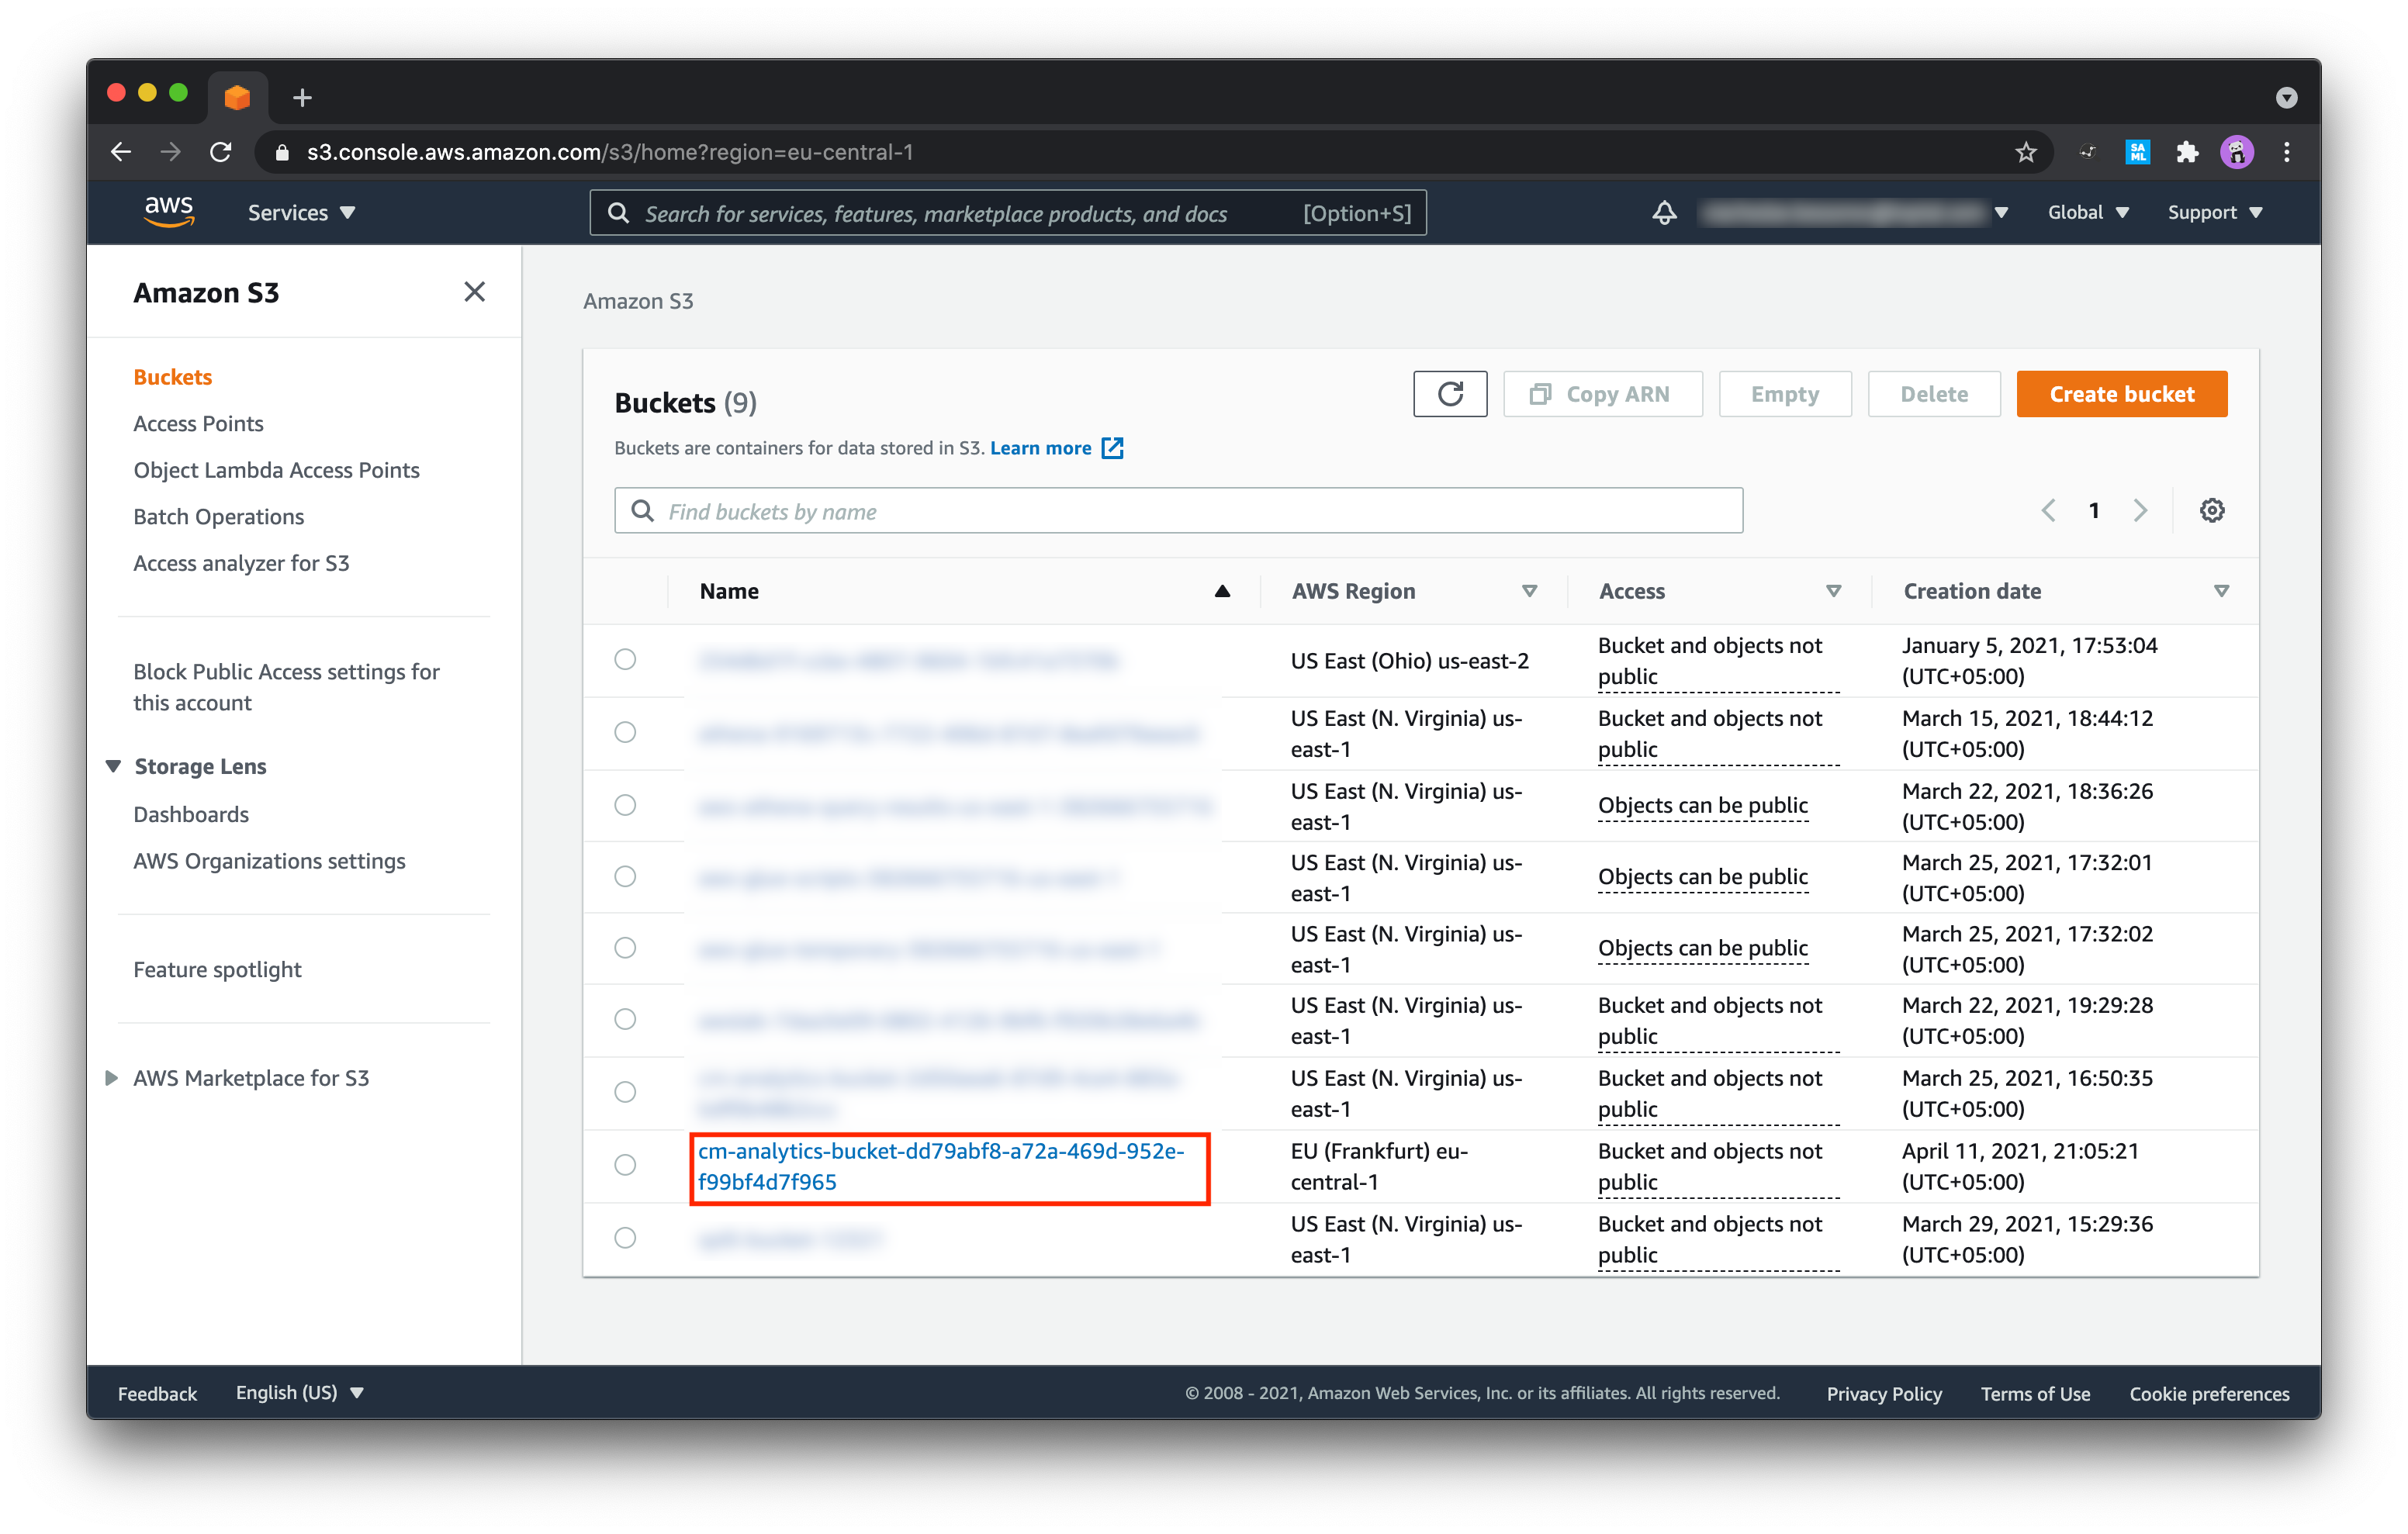 s3.console.aws.amazon.com/s3/home?region=eu-central-1
SA
ML
aws
Services
Search for services, features, marketplace products, and docs
[Option+S]
Global
Support
Amazon S3
Buckets
Access Points
Object Lambda Access Points
Batch Operations
Access analyzer for S3
Block Public Access settings for
this account
Storage Lens
Dashboards
AWS Organizations settings
Feature spotlight
AWS Marketplace for S3
Amazon S3
Buckets (9)
Copy ARN
Empty
Delete
Create bucket
Buckets are containers for data stored in S3. Learn more
Find buckets by name
1
Name
AWS Region
Access
Creation date
US East (Ohio) us-east-2
Bucket and objects not
public
January 5, 2021, 17:53:04
(UTC+05:00)
US East (N. Virginia) us-
east-1
Bucket and objects not
public
March 15, 2021, 18:44:12
(UTC+05:00)
US East (N. Virginia) us-
east-1
Objects can be public
March 22, 2021, 18:36:26
(UTC+05:00)
US East (N. Virginia) us-
east-1
Objects can be public
March 25, 2021, 17:32:01
(UTC+05:00)
US East (N. Virginia) us-
east-1
Objects can be public
March 25, 2021, 17:32:02
(UTC+05:00)
US East (N. Virginia) us-
east-1
Bucket and objects not
public
March 22, 2021, 19:29:28
(UTC+05:00)
US East (N. Virginia) us-
east-1
Bucket and objects not
public
March 25, 2021, 16:50:35
(UTC+05:00)
cm-analytics-bucket-dd79abf8-a72a-469d-952e-
f99bf4d7f965
EU (Frankfurt) eu-
central-1
Bucket and objects not
public
April 11, 2021, 21:05:21
(UTC+05:00)
US East (N. Virginia) us-
east-1
Bucket and objects not
public
March 29, 2021, 15:29:36
(UTC+05:00)
Feedback
English (US)
© 2008 - 2021, Amazon Web Services, Inc. or its affiliates. All rights reserved.
Privacy Policy
Terms of Use
Cookie preferences